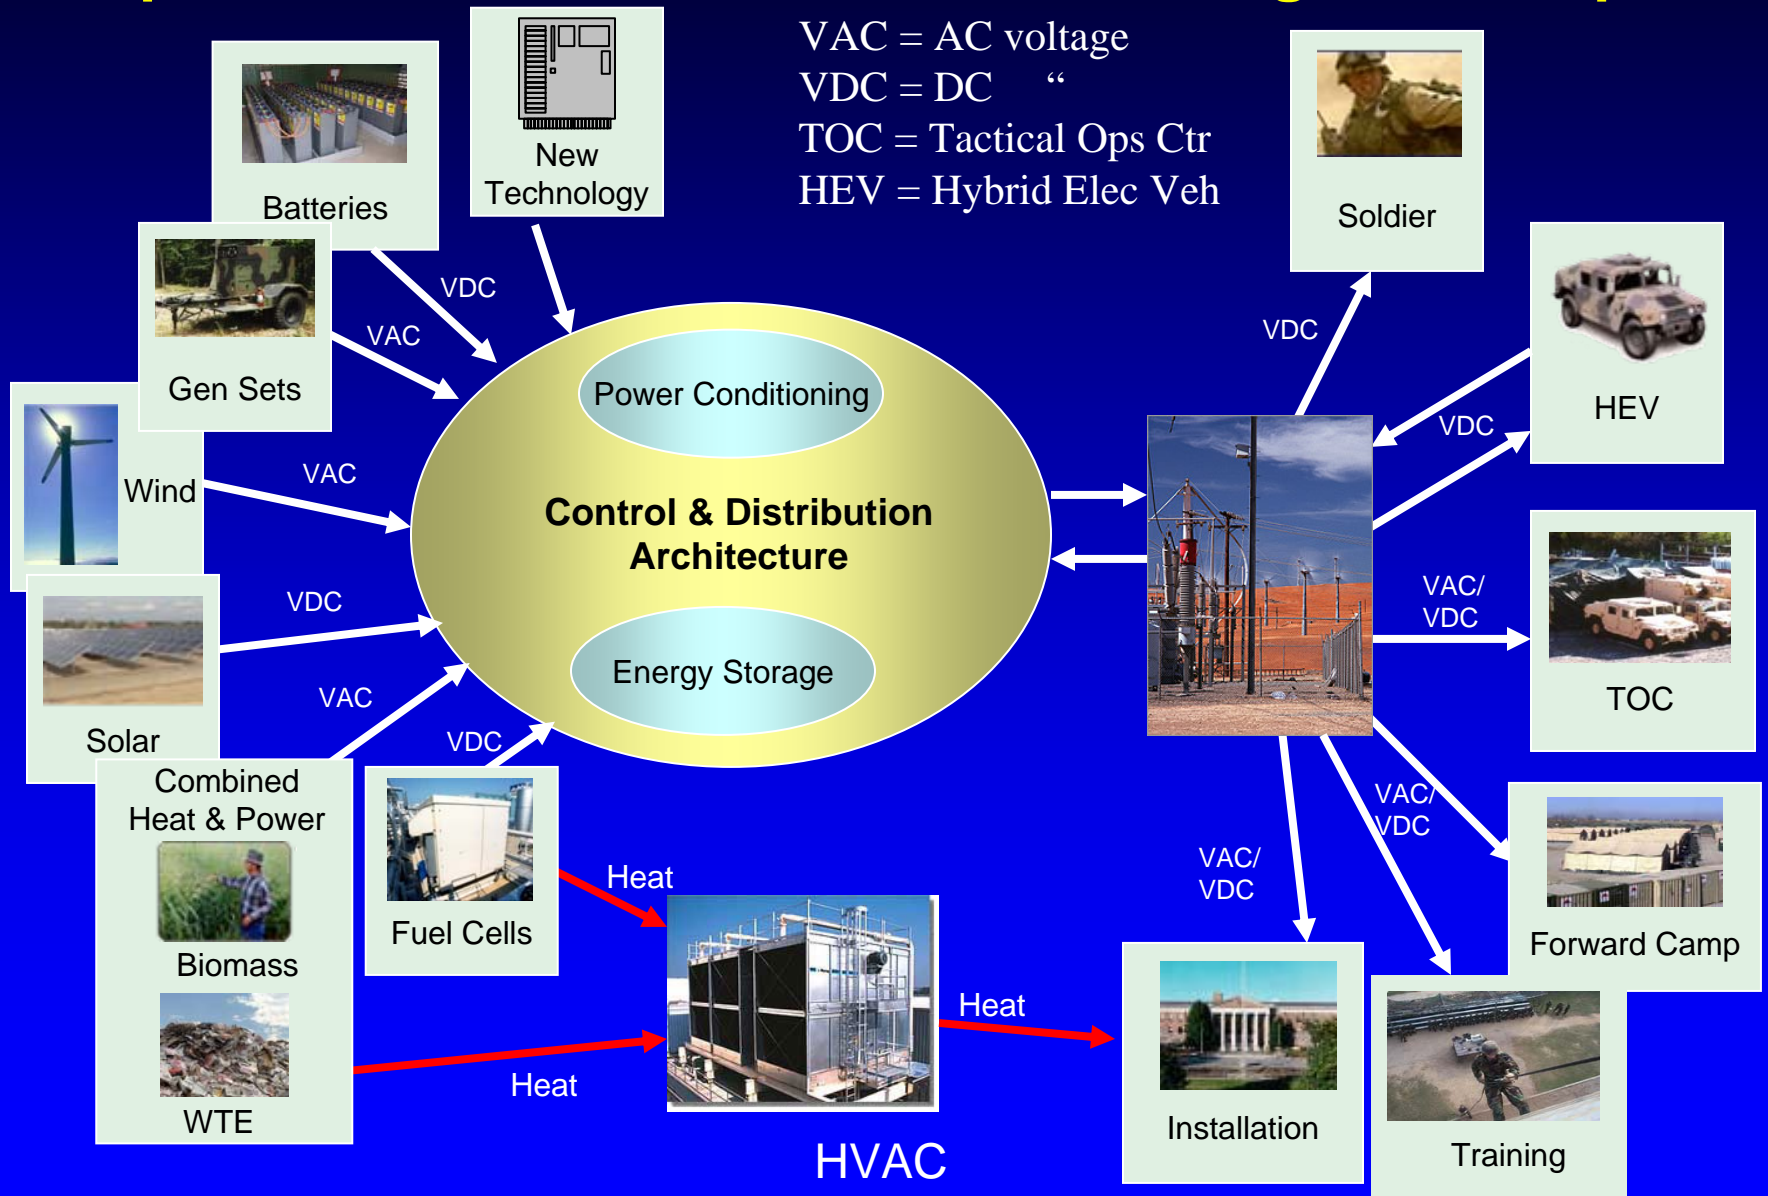 VAC = AC voltage
VDC = DC “
TOC = Tactical Ops Ctr
HEV = Hybrid Elec Veh
New
Technology
Batteries
Soldier
VDC
VAC
VDC
Gen Sets
Power Conditioning
HEV
VDC
Wind
VAC
Control & Distribution
Architecture
VDC
VAC/
VDC
Energy Storage
VAC
TOC
Solar
VDC
Combined
Heat & Power
VAC/
VDC
VAC/
VDC
Heat
Fuel Cells
Forward Camp
Biomass
Heat
Heat
WTE
Installation
Training
HVAC